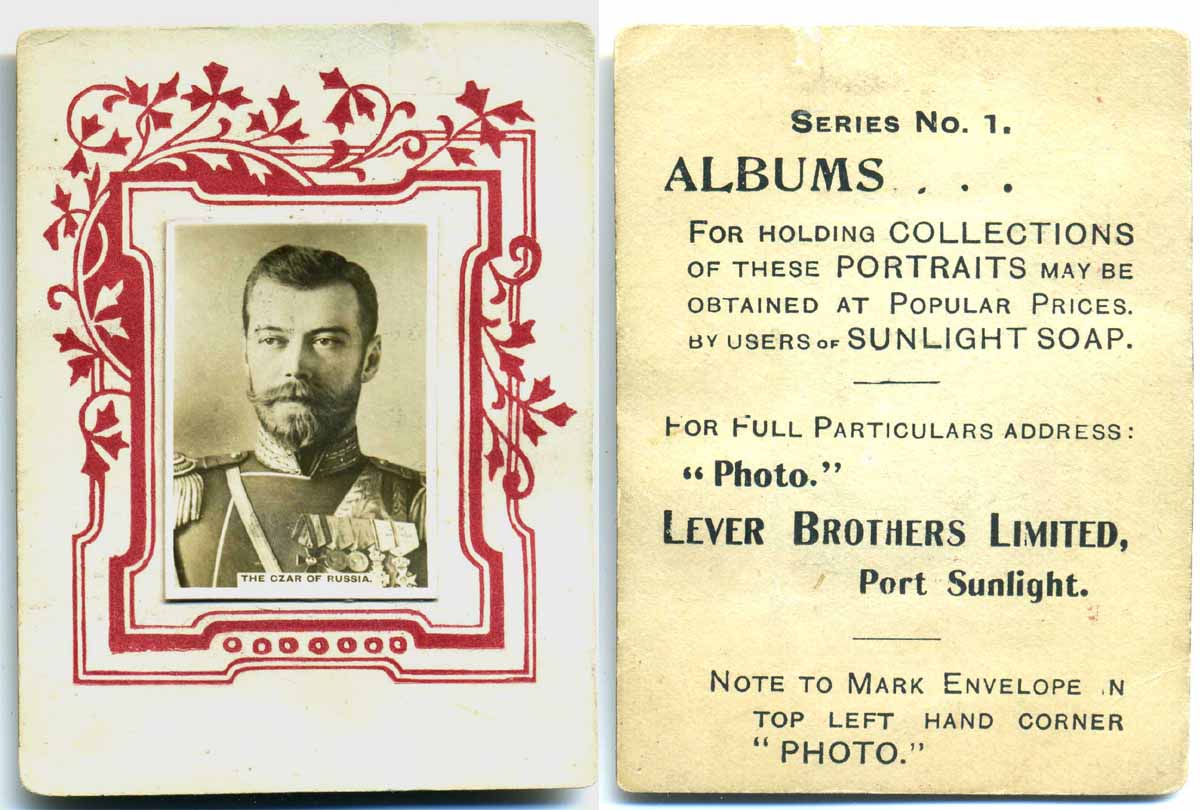 THE CZAR OF RUSSIA.
SERIES No. 1.
ALBUMS . . .
FOR HOLDING COLLECTIONS
OF THESE PORTRAITS MAY BE
OBTAINED AT POPULAR PRICES.
BY USERS OF SUNLIGHT SOAP.
FOR FULL PARTICULARS ADDRESS:
“Photo.”
LEVER BROTHERS LIMITED,
Port Sunlight.
NOTE TO MARK ENVELOPE IN
TOP LEFT HAND CORNER
“PHOTO.”